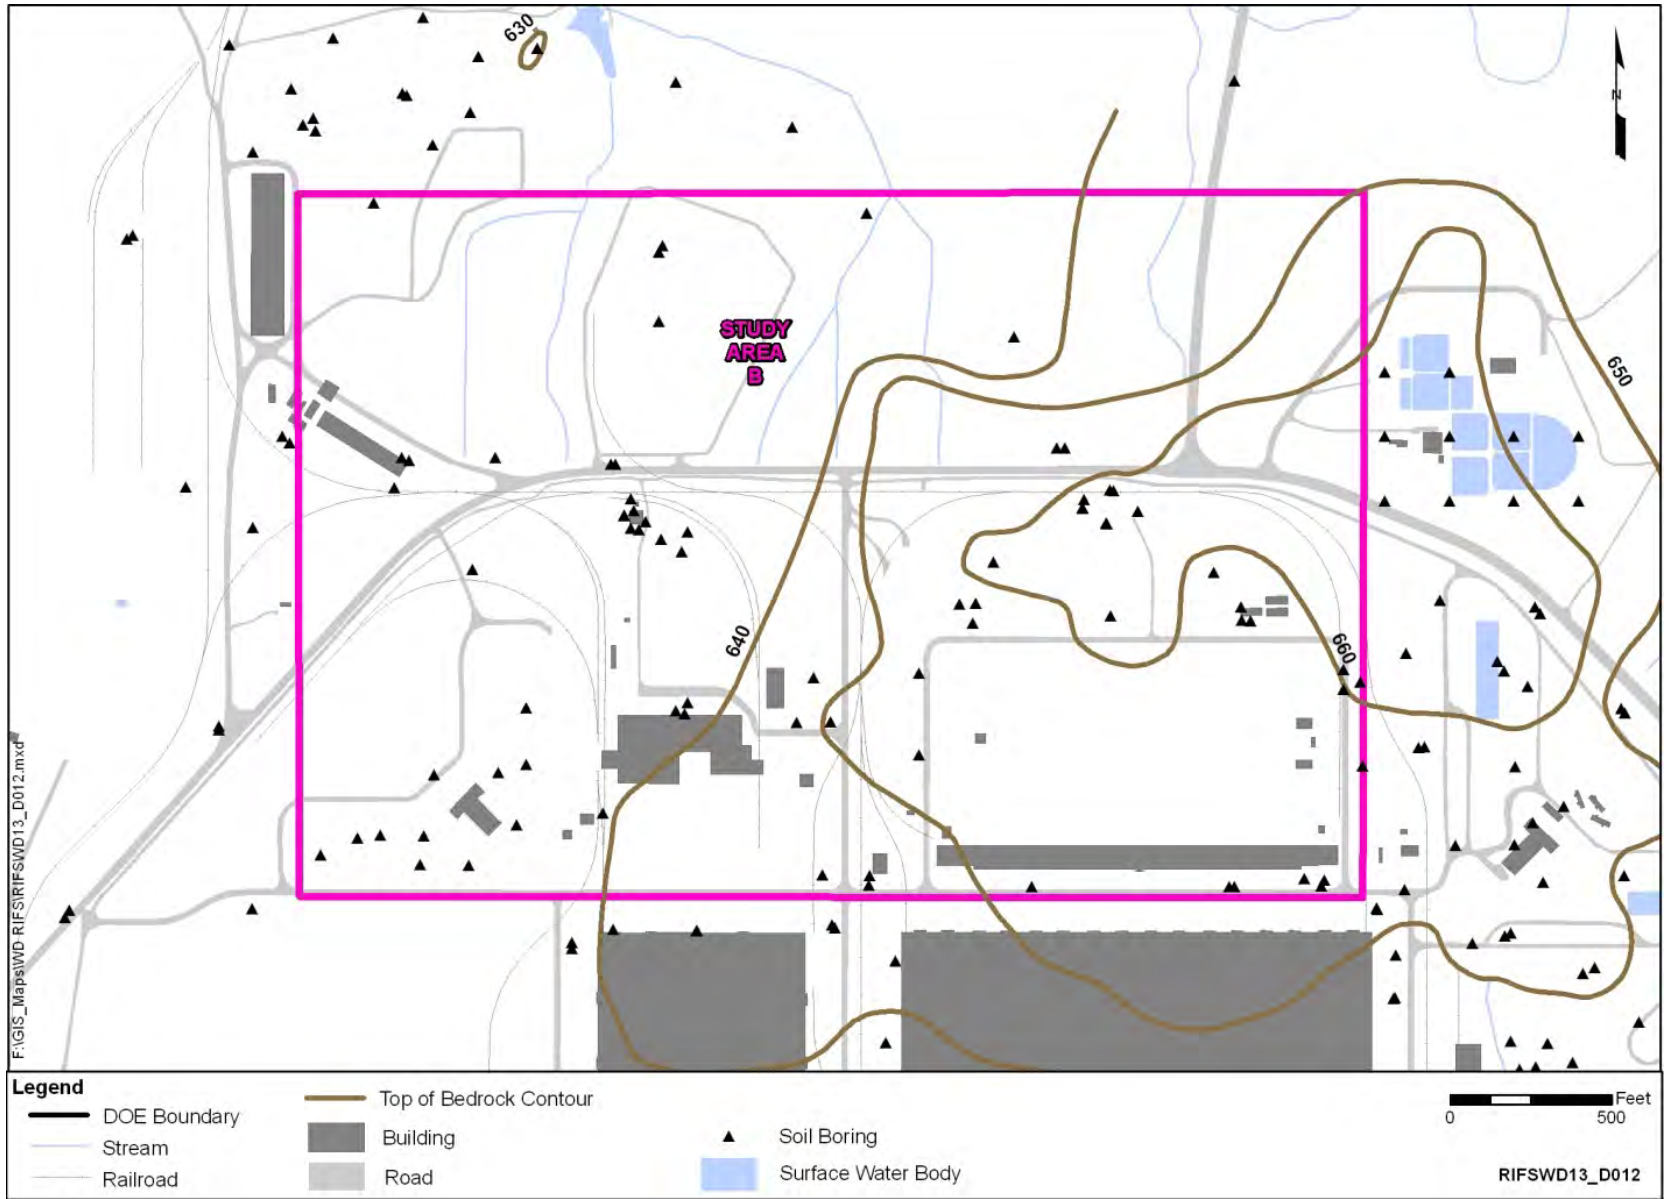 630
N
STUDY
AREA
B
650
640
660
F:\GIS_Maps\WD RIFS\RIFSWD13_D012.mxd
Legend
DOE Boundary
Stream
Railroad
Top of Bedrock Contour
Building
Road
Soil Boring
Surface Water Body
Feet
0 500
RIFSWD13_D012